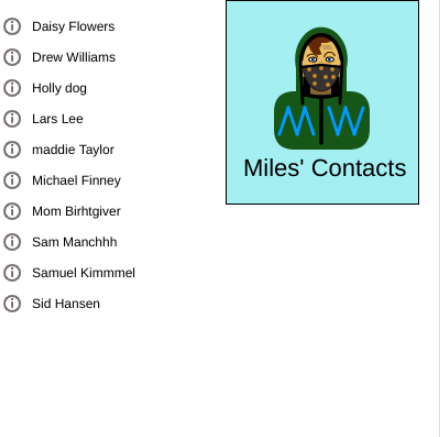 Daisy Flowers
Drew Williams
Holly dog
Lars Lee
maddie Taylor
Michael Finney
Mom Birhtgiver
Sam Manchhh
Samuel Kimmmel
Sid Hansen
M W
Miles' Contacts